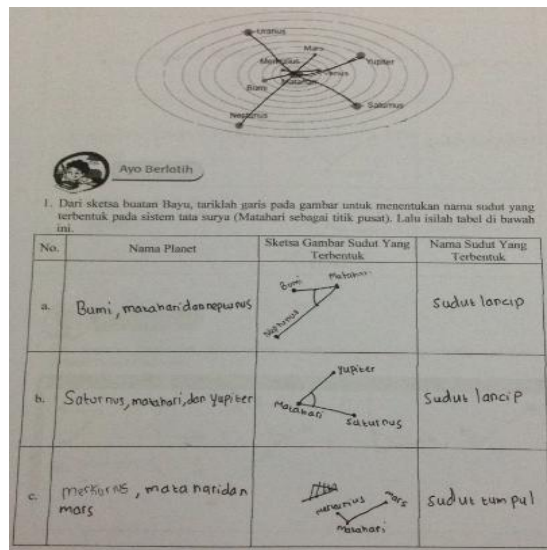 Uranus
Mars
Merkurius
Yupiter
Venus
Matahari
Bumi
Saturnus
Neptunus
Ayo Berlatih
1. Dari sketsa buatan Bayu, tariklah garis pada gambar untuk menentukan nama sudut yang
terbentuk pada sistem tata surya (Matahari sebagai titik pusat). Lalu isilah tabel di bawah
ini.
No. Nama Planet Sketsa Gambar Sudut Yang Terbentuk Nama Sudut Yang Terbentuk
a. Bumi, matahari dan neptunus
Bumi
Matahari
Neptunus
Sudut lancip
b. Saturnus, matahari, dan Yupiter
Yupiter
Matahari
Saturnus
Sudut lancip
c. merkurius, matahari dan
mars
merkurius
mars
matahari
sudut tumpul